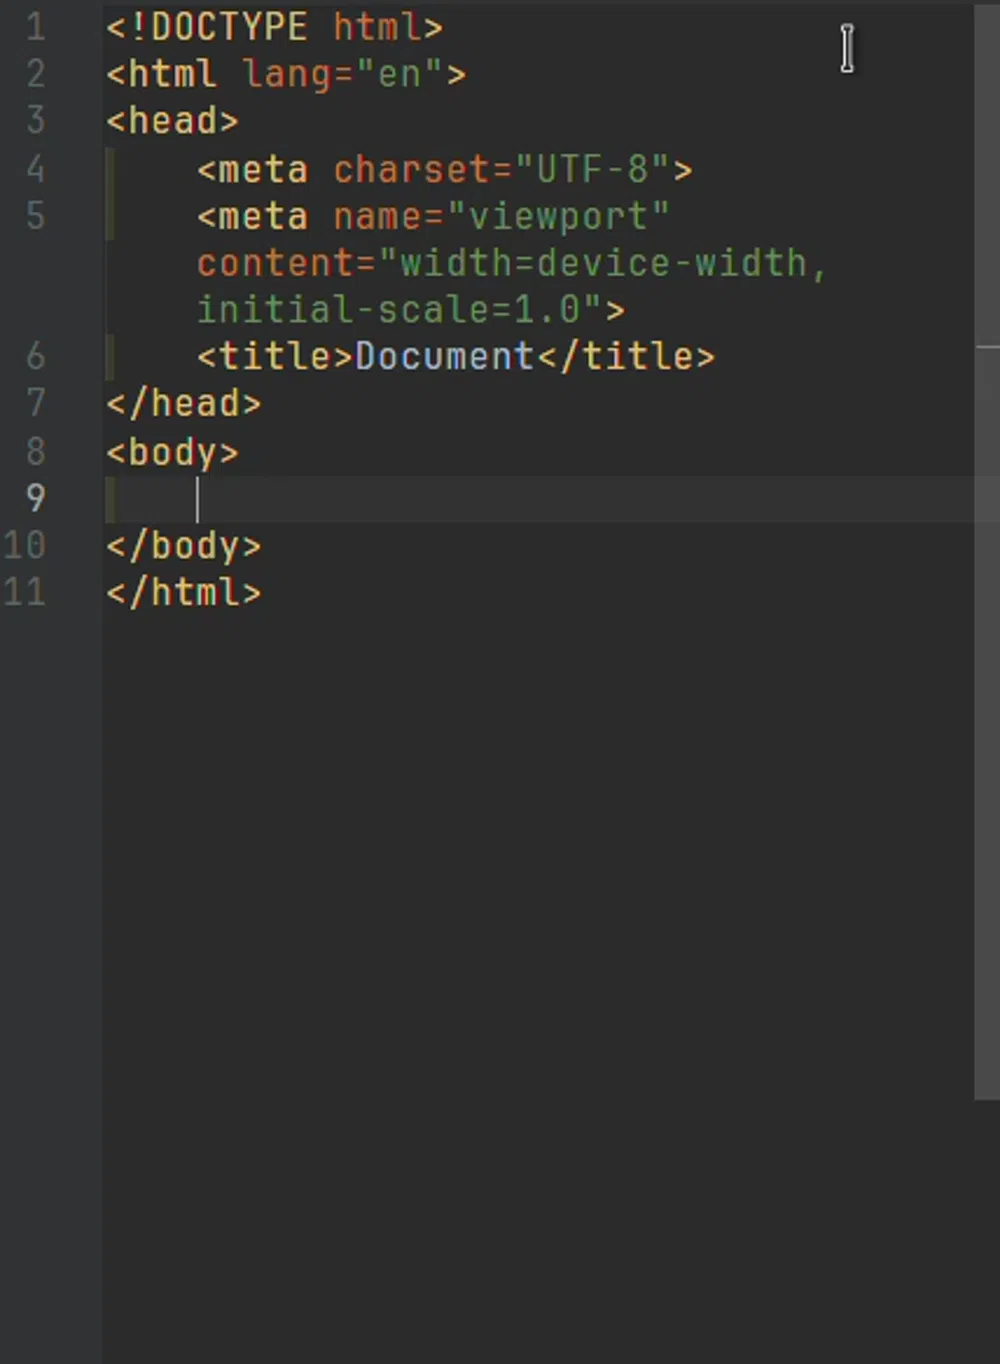 1 <!DOCTYPE html>
2 <html lang="en">
3 <head>
4     <meta charset="UTF-8">
5     <meta name="viewport"
    content="width=device-width,
    initial-scale=1.0">
6     <title>Document</title>
7 </head>
8 <body>
9
10 </body>
11 </html>